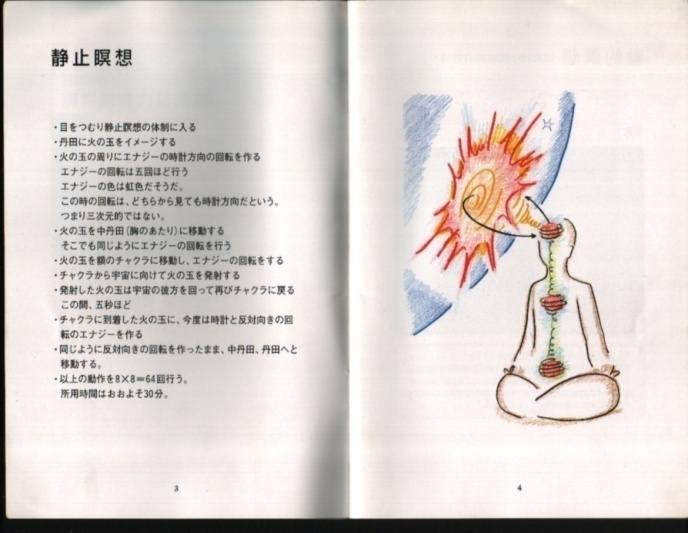 静止瞑想
・目をつむり静止瞑想の体制に入る
・丹田に火の玉をイメージする
・火の玉の周りにエナジーの時計方向の回転を作る
エナジーの回転は五回ほど行う
エナジーの色は虹色だそうだ。
この時の回転は、どちらから見ても時計方向だという。
つまり三次元的ではない。
・火の玉を中丹田(胸のあたり)に移動する
そこでも同じようにエナジーの回転を行う
・火の玉を額のチャクラに移動し、エナジーの回転をする
・チャクラから宇宙に向けて火の玉を発射する
・発射した火の玉は宇宙の彼方を回って再びチャクラに戻る
この間、五秒ほど
・チャクラに到着した火の玉に、今度は時計と反対向きの回
転のエナジーを作る
・同じように反対向きの回転を作ったまま、中丹田、丹田へと
移動する。
・以上の動作を8×8=64回行う。
所用時間はおおよそ30分。
3
4